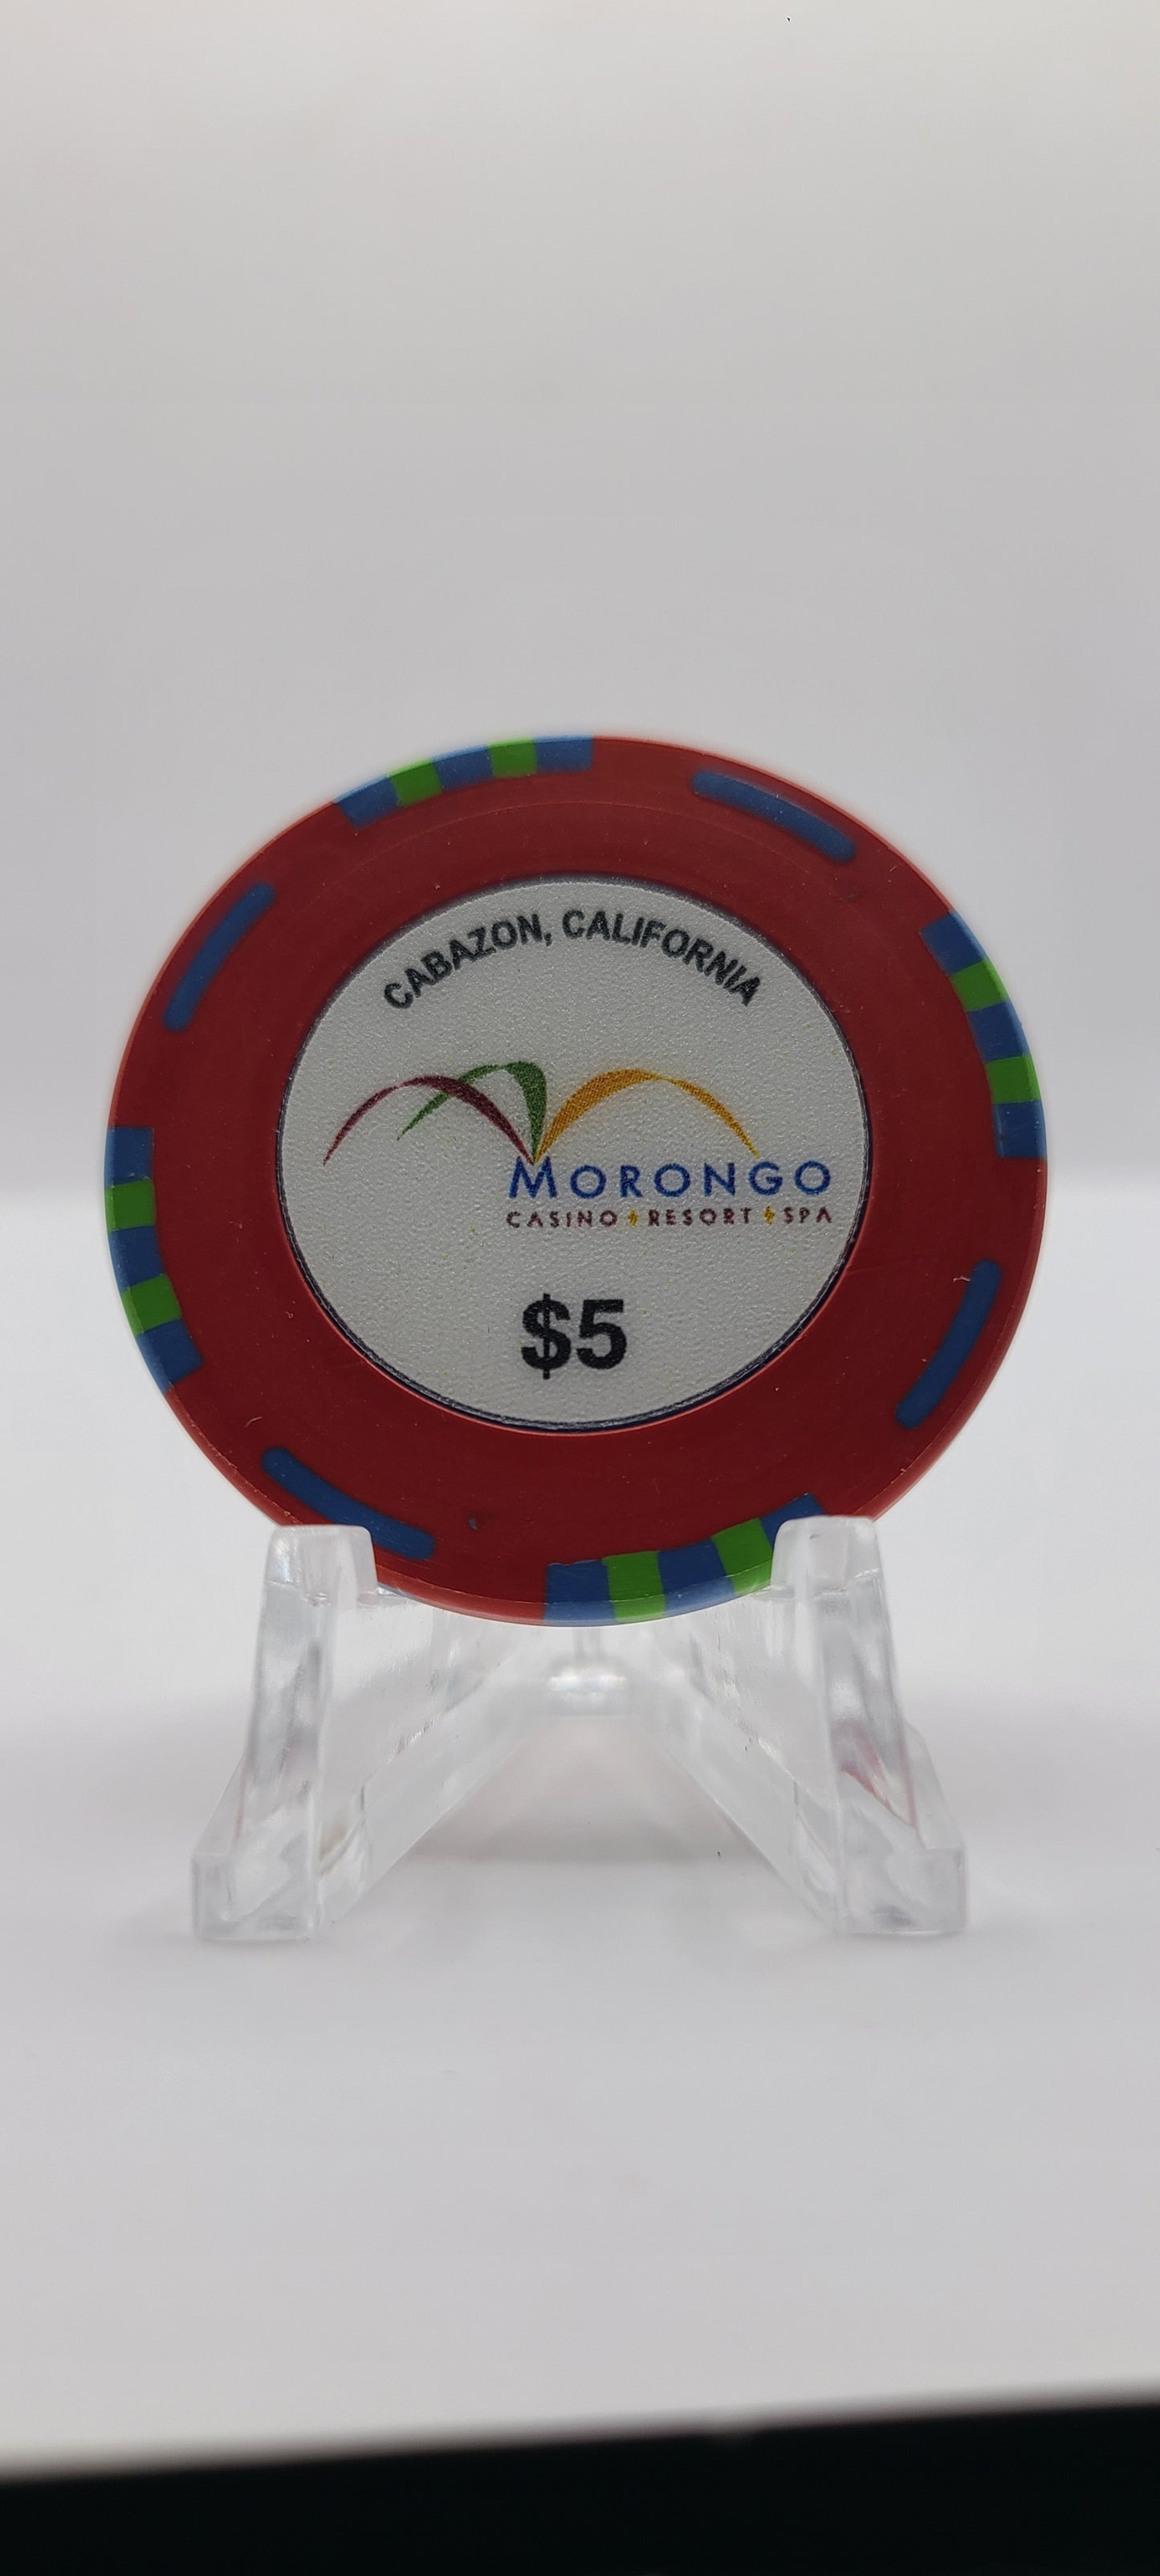 CABAZON, CALIFORNIA
MORONGO
CASINO RESORT SPA
$5